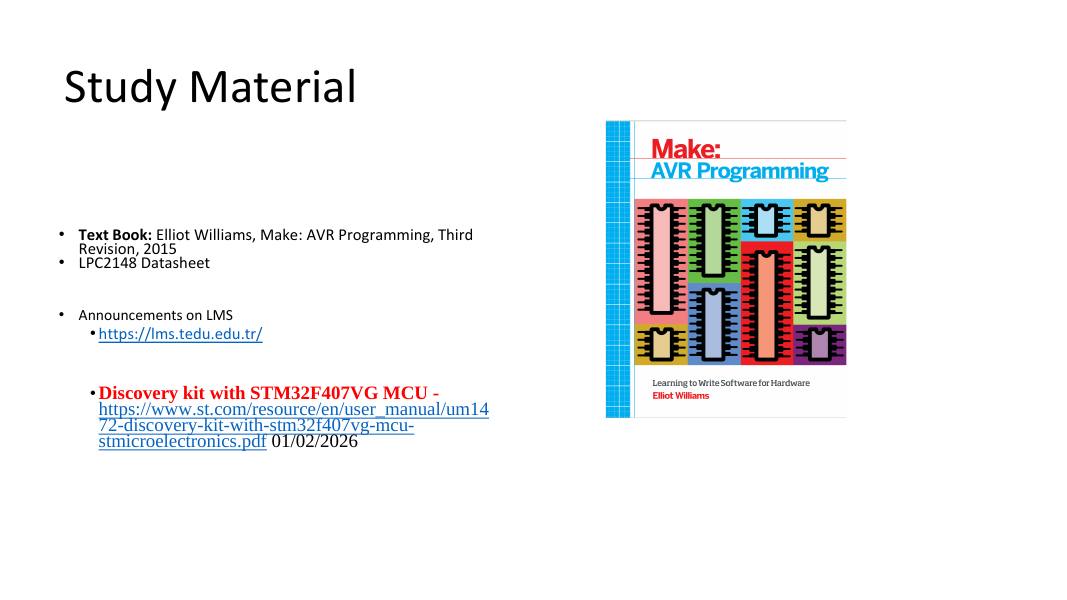 Study Material
• Text Book: Elliot Williams, Make: AVR Programming, Third
Revision, 2015
• LPC2148 Datasheet
• Announcements on LMS
• https://lms.tedu.edu.tr/
• Discovery kit with STM32F407VG MCU -
https://www.st.com/resource/en/user_manual/um14
72-discovery-kit-with-stm32f407vg-mcu-
stmicroelectronics.pdf 01/02/2026
Make:
AVR Programming
Learning to Write Software for Hardware
Elliot Williams